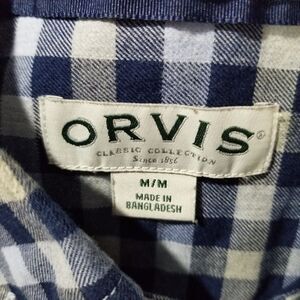 ORVIS®
CLASSIC COLLECTION
Since 1856
M/M
MADE IN
BANGLADESH